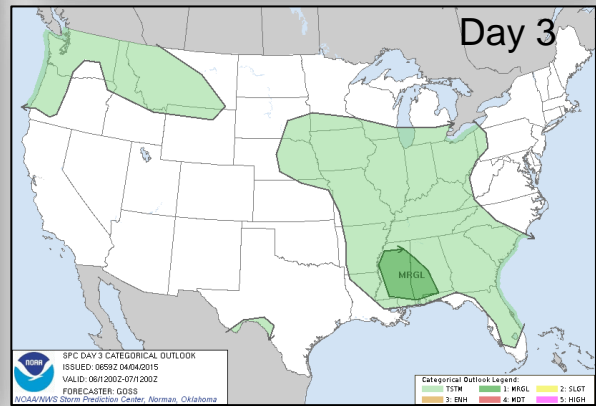 Day 3
MRGL
NOAA
SPC DAY 3 CATEGORICAL OUTLOOK
ISSUED: 0659Z 04/04/2015
VALID: 06/1200Z-07/1200Z
FORECASTER: GOSS
NOAA/NWS Storm Prediction Center, Norman, Oklahoma
Categorical Outlook Legend:
TSTM 1: MRGL 2: SLGT
3: ENH 4: MDT 5: HIGH